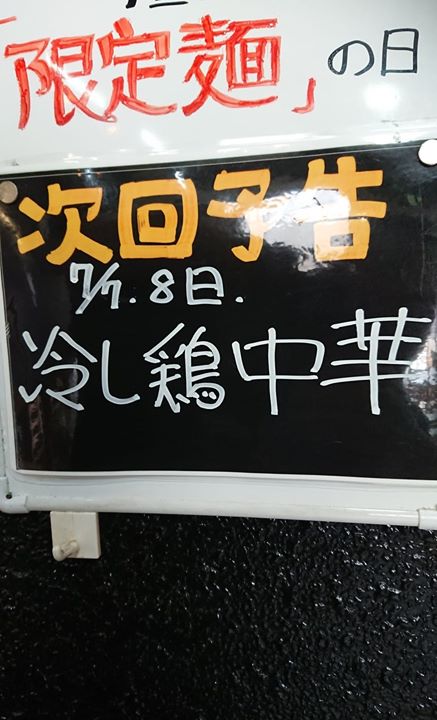 「限定麺」の日
次回予告
7/7.8日.
冷し鶏中華